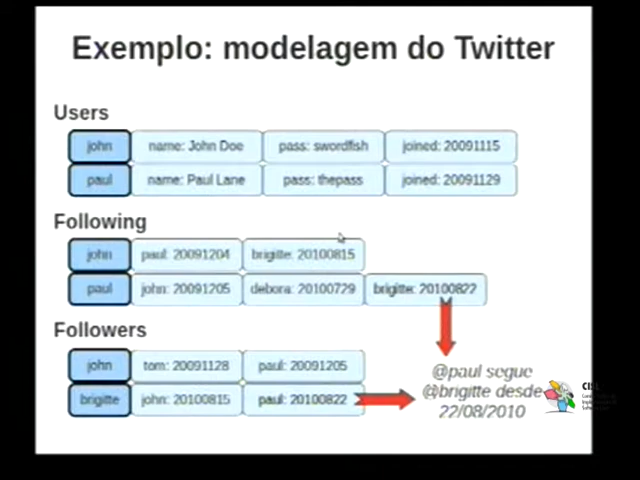 Exemplo: modelagem do Twitter
Users
john name: John Doe pass: swordfish joined: 20091115
paul name: Paul Lane pass: thepass joined: 20091129
Following
john paul: 20091204 brigitte: 20100815
paul john: 20091205 debora: 20100729 brigitte: 20100822
Followers
john tom: 20091128 paul: 20091205
brigitte john: 20100815 paul: 20100822
@paul segue
@brigitte desde
22/08/2010